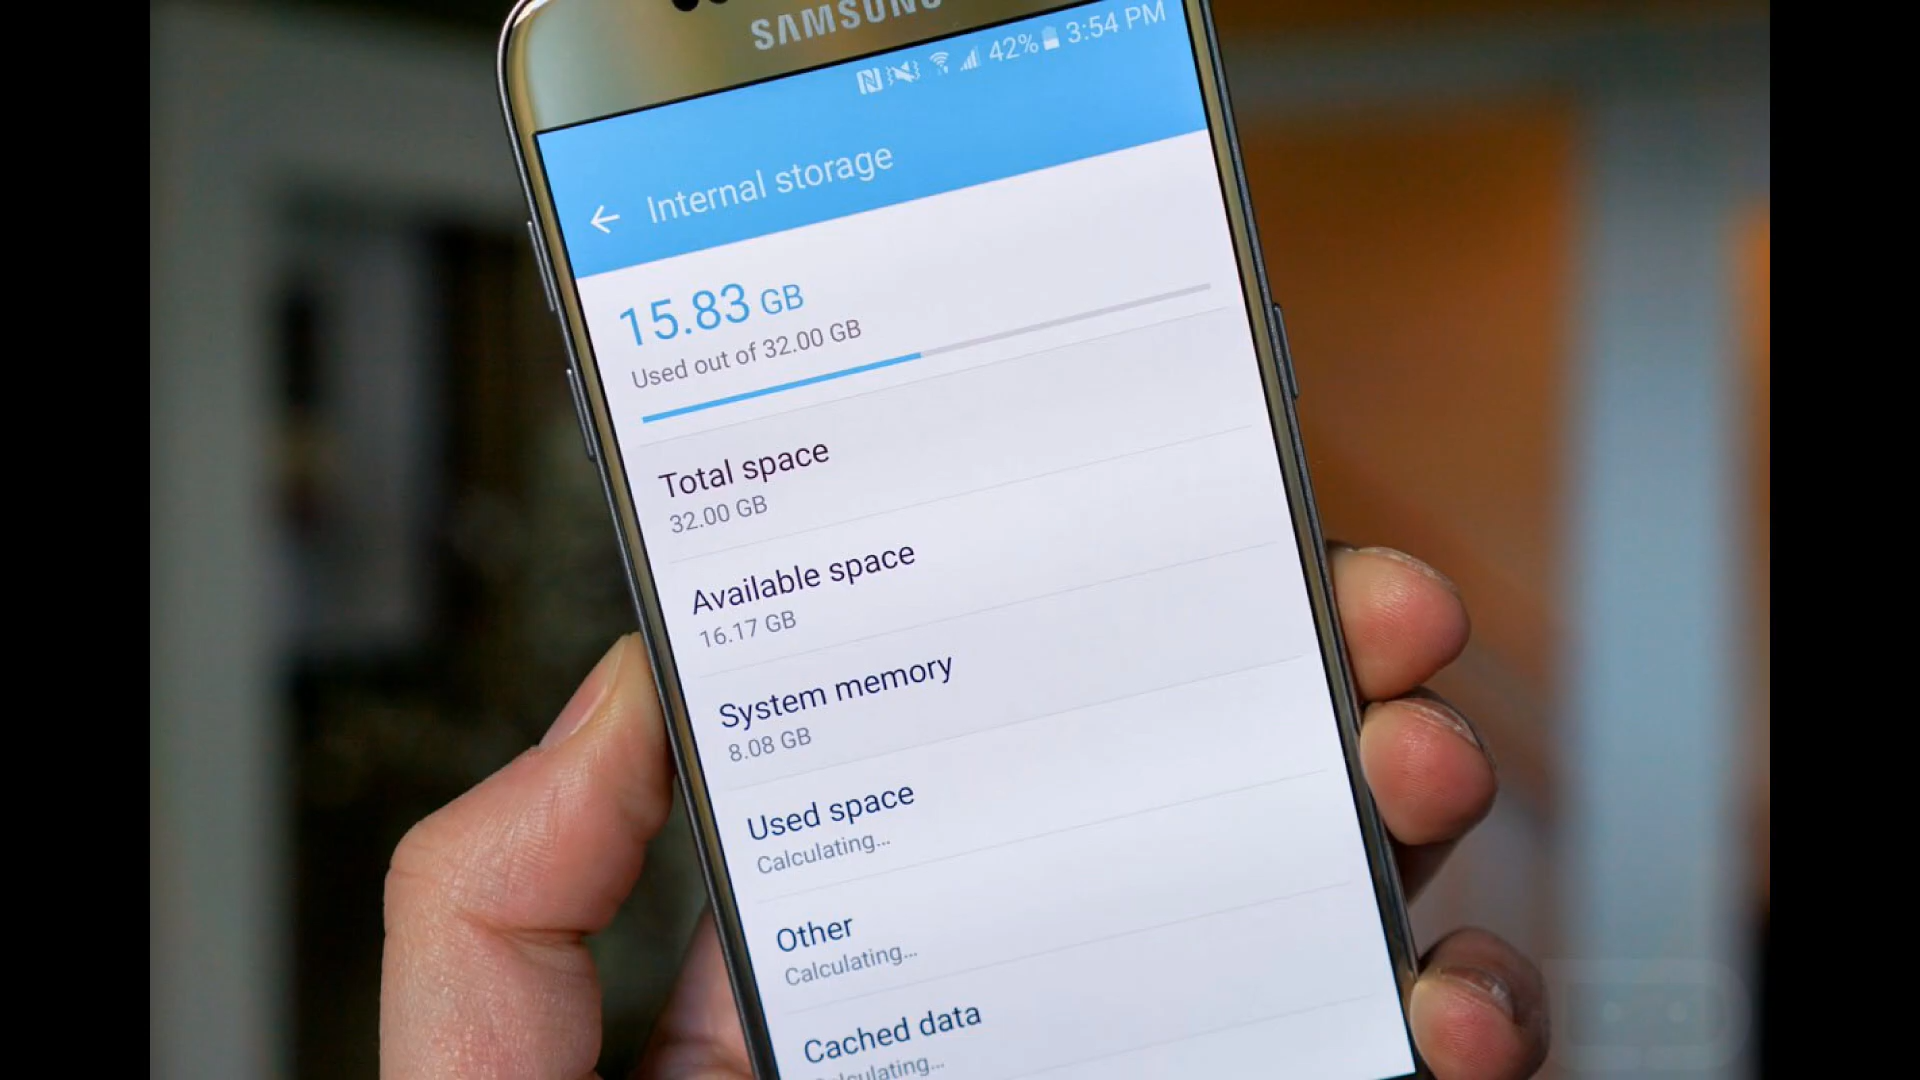 SAMSUNG
42% 3:54 PM
Internal storage
15.83 GB
Used out of 32.00 GB
Total space
32.00 GB
Available space
16.17 GB
System memory
8.08 GB
Used space
Calculating...
Other
Calculating...
Cached data
Calculating...